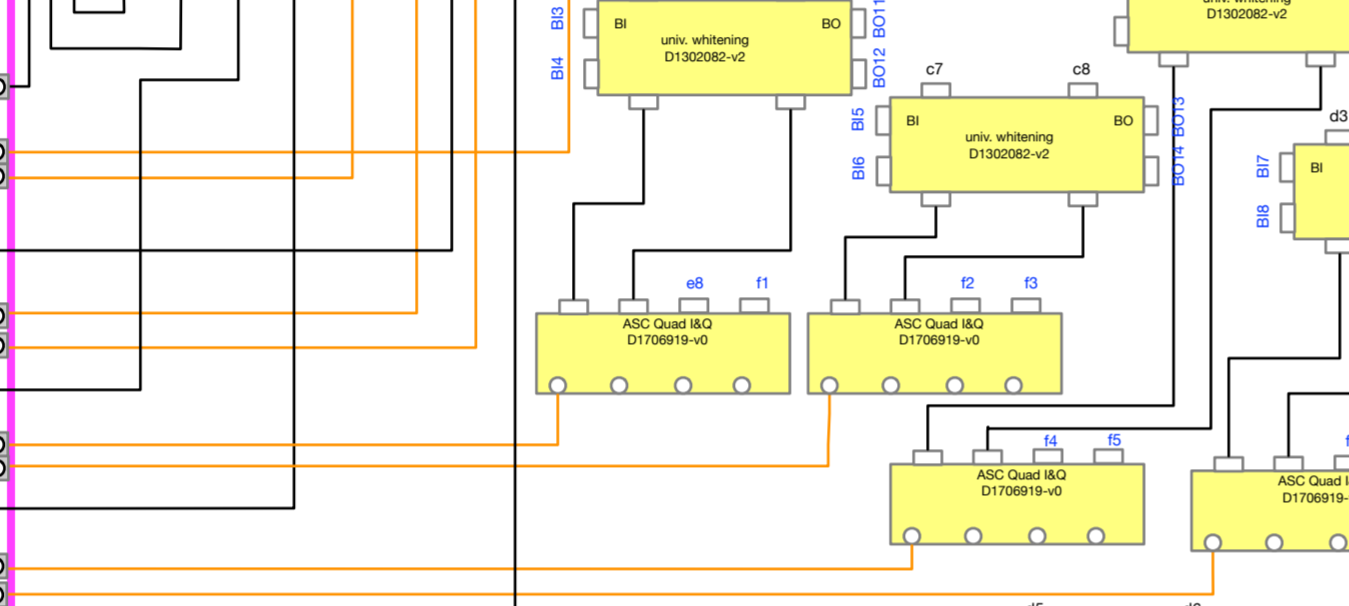 D1302082-v2
BI3
BI
BO
BO11
univ. whitening
D1302082-v2
BI4
BO12
c7
c8
BI5
BI
BO
BO13
univ. whitening
D1302082-v2
BI6
BO14
d3
BI7
BI
BI8
e8
f1
ASC Quad I&Q
D1706919-v0
f2
f3
ASC Quad I&Q
D1706919-v0
f4
f5
ASC Quad I&Q
D1706919-v0
ASC Quad
D1706919-